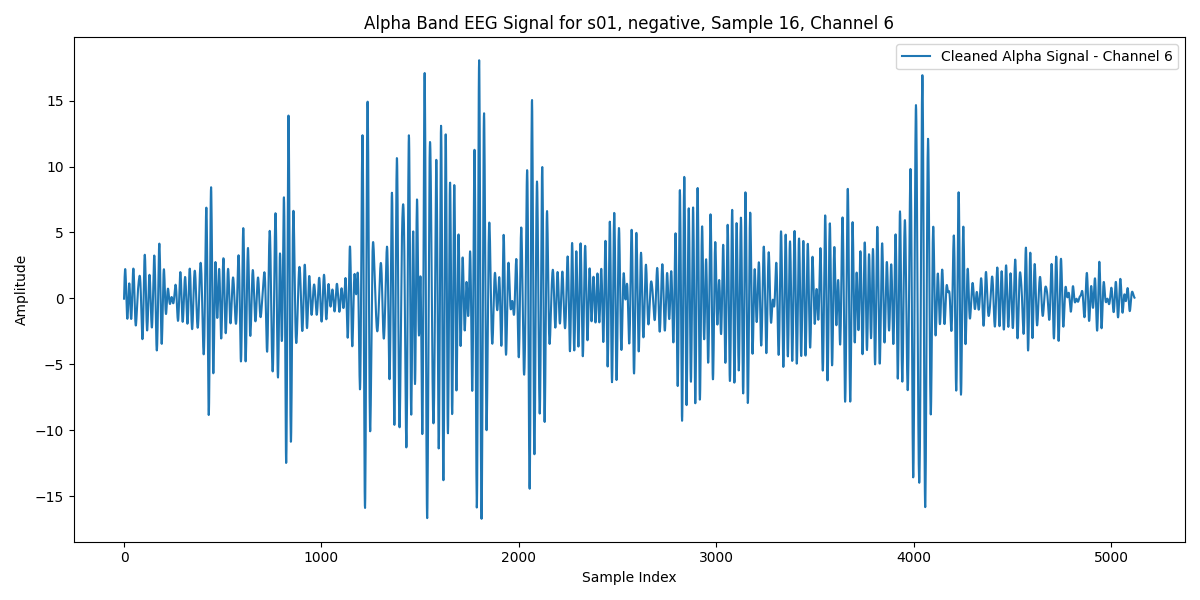 Alpha Band EEG Signal for s01, negative, Sample 16, Channel 6
Cleaned Alpha Signal - Channel 6
Amplitude
15
10
5
0
−5
−10
−15
0 1000 2000 3000 4000 5000
Sample Index